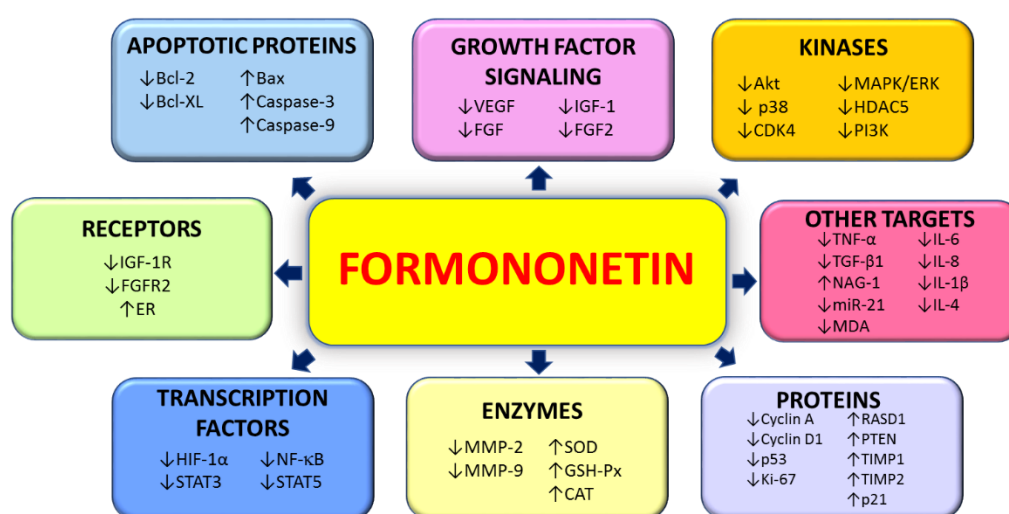 APOPTOTIC PROTEINS
↓Bcl-2 ↑Bax
↓Bcl-XL ↑Caspase-3
↑Caspase-9
GROWTH FACTOR
SIGNALING
↓VEGF ↓IGF-1
↓FGF ↓FGF2
KINASES
↓Akt ↓MAPK/ERK
↓ p38 ↓HDAC5
↓CDK4 ↓PI3K
RECEPTORS
↓IGF-1R
↓FGFR2
↑ER
FORMONONETIN
OTHER TARGETS
↓TNF-α ↓IL-6
↓TGF-β1 ↓IL-8
↑NAG-1 ↓IL-1β
↓miR-21 ↓IL-4
↓MDA
TRANSCRIPTION
FACTORS
↓HIF-1α ↓NF-κB
↓STAT3 ↓STAT5
ENZYMES
↓MMP-2 ↑SOD
↓MMP-9 ↑GSH-Px
↑CAT
PROTEINS
↓Cyclin A ↑RASD1
↓Cyclin D1 ↑PTEN
↓p53 ↑TIMP1
↓Ki-67 ↑TIMP2
↑p21